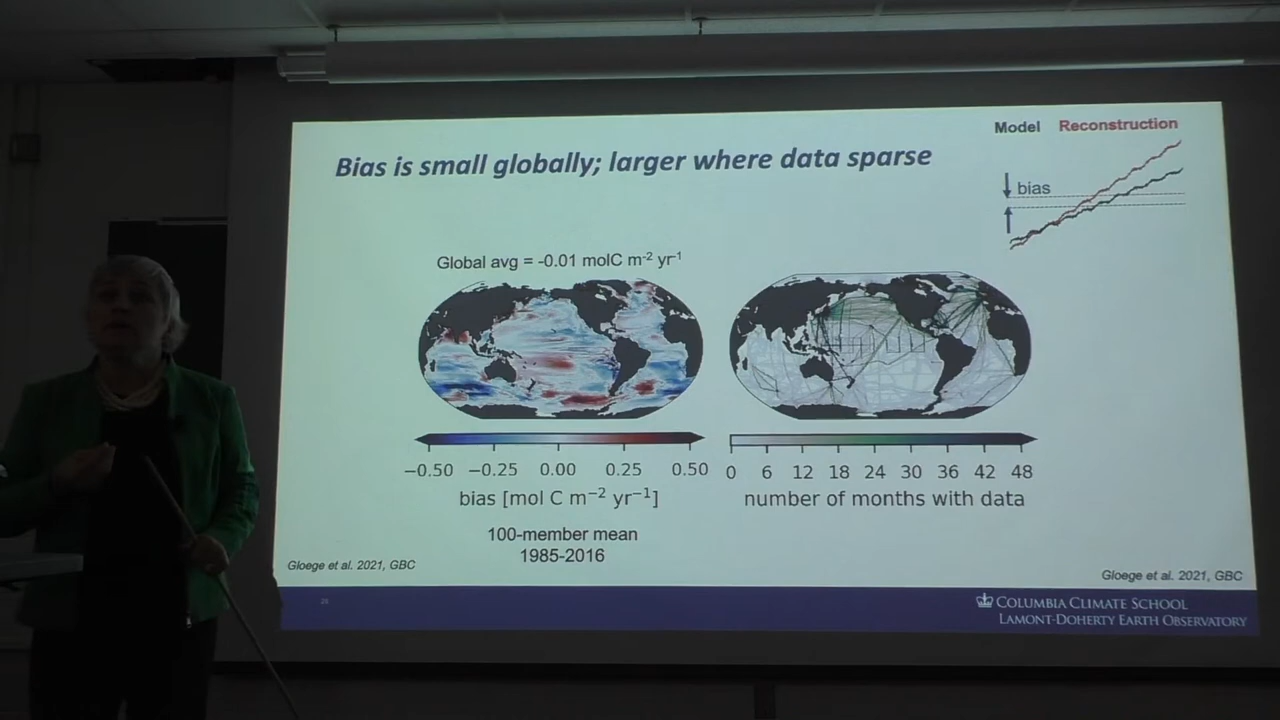 Model Reconstruction
Bias is small globally; larger where data sparse
bias
Global avg = -0.01 molC m-2 yr-1
−0.50 −0.25 0.00 0.25 0.50
bias [mol C m−2 yr−1]
100-member mean
1985-2016
0 6 12 18 24 30 36 42 48
number of months with data
Gloege et al. 2021, GBC
Gloege et al. 2021, GBC
COLUMBIA CLIMATE SCHOOL
LAMONT-DOHERTY EARTH OBSERVATORY